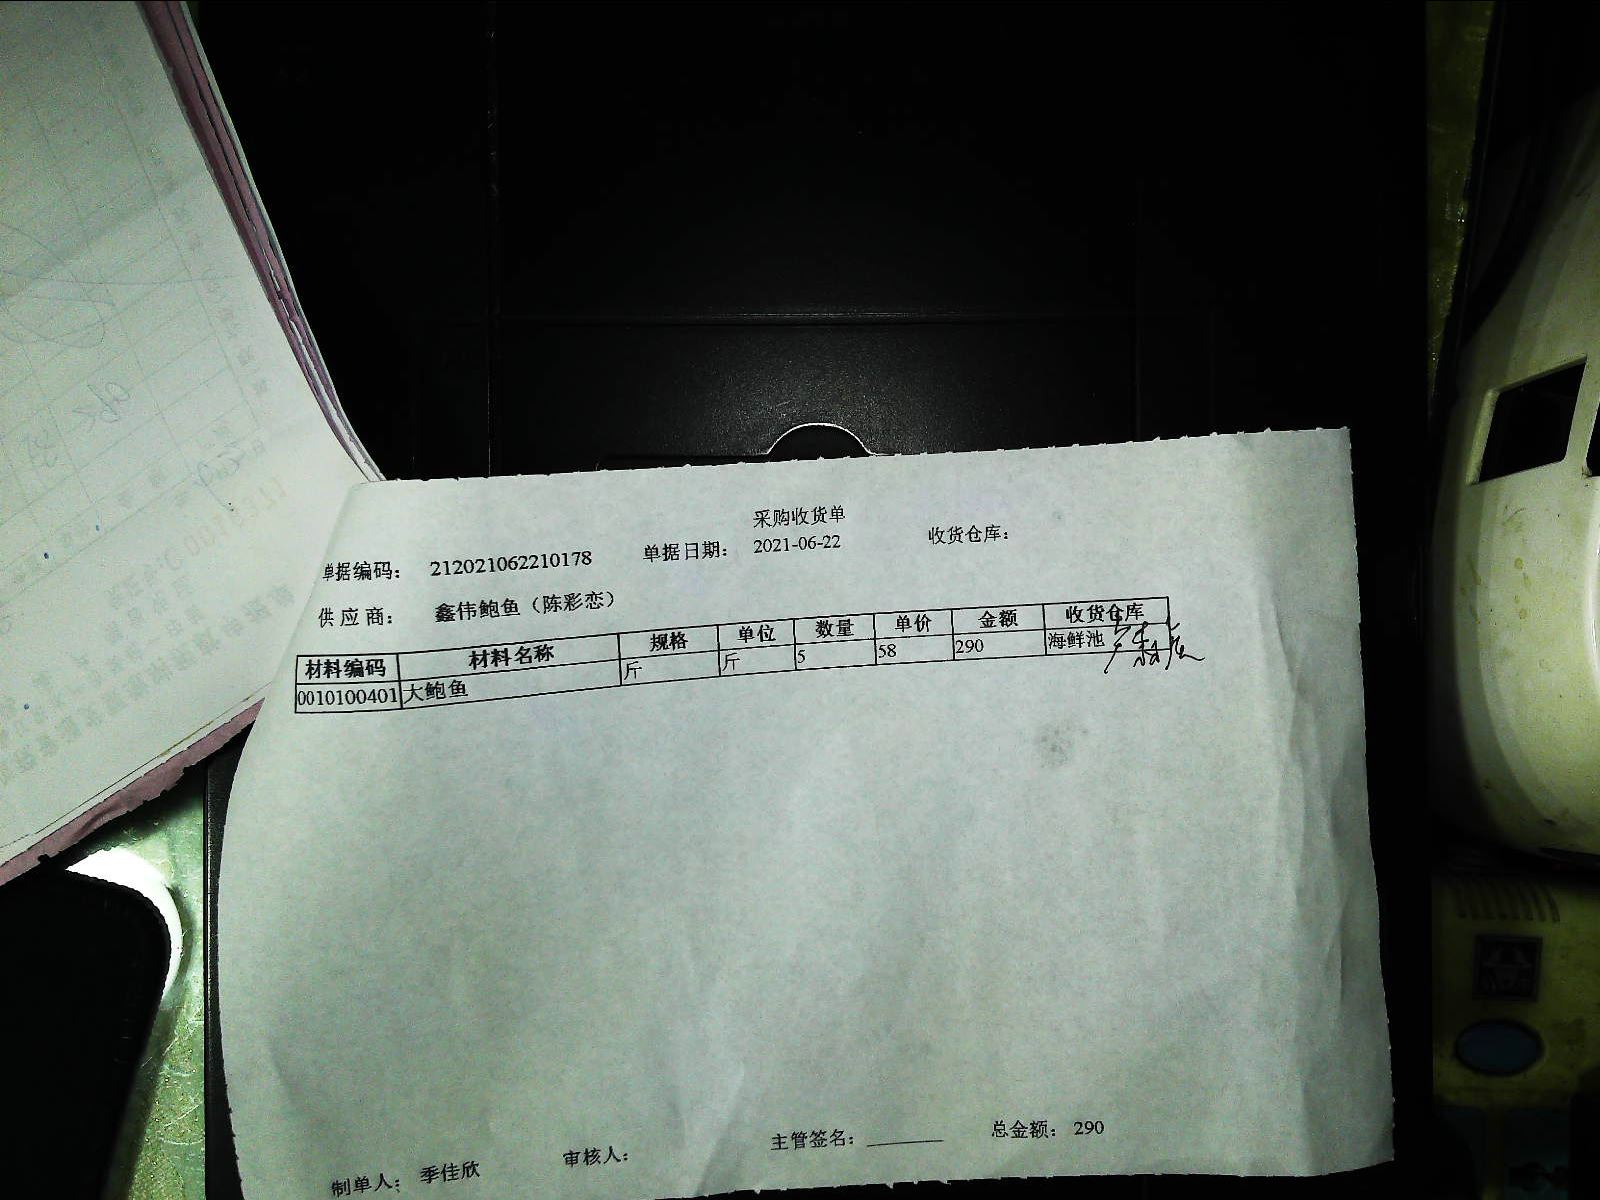 采购收货单
单据编码： 212021062210178 单据日期： 2021-06-22 收货仓库：
供 应 商： 鑫伟鲍鱼（陈彩恋）
材料编码 材料名称 规格 单位 数量 单价 金额 收货仓库
0010100401 大鲍鱼 斤 斤 5 58 290 海鲜池
制单人： 季佳欣 审核人： 主管签名： 总金额： 290